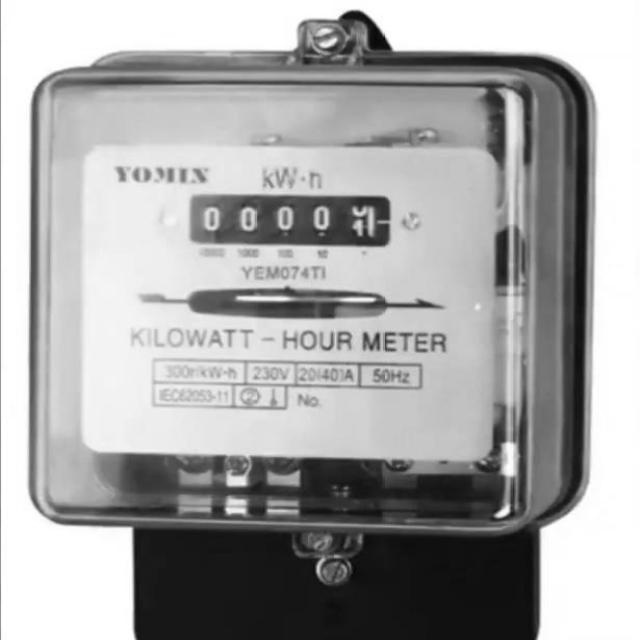 YOMIN
kW·h
0 0 0 0
10000 1000 100 10
YEM074TI
KILOWATT - HOUR METER
300r/kW·h 230V 20(40)A 50Hz
IEC62053-11 2 No.